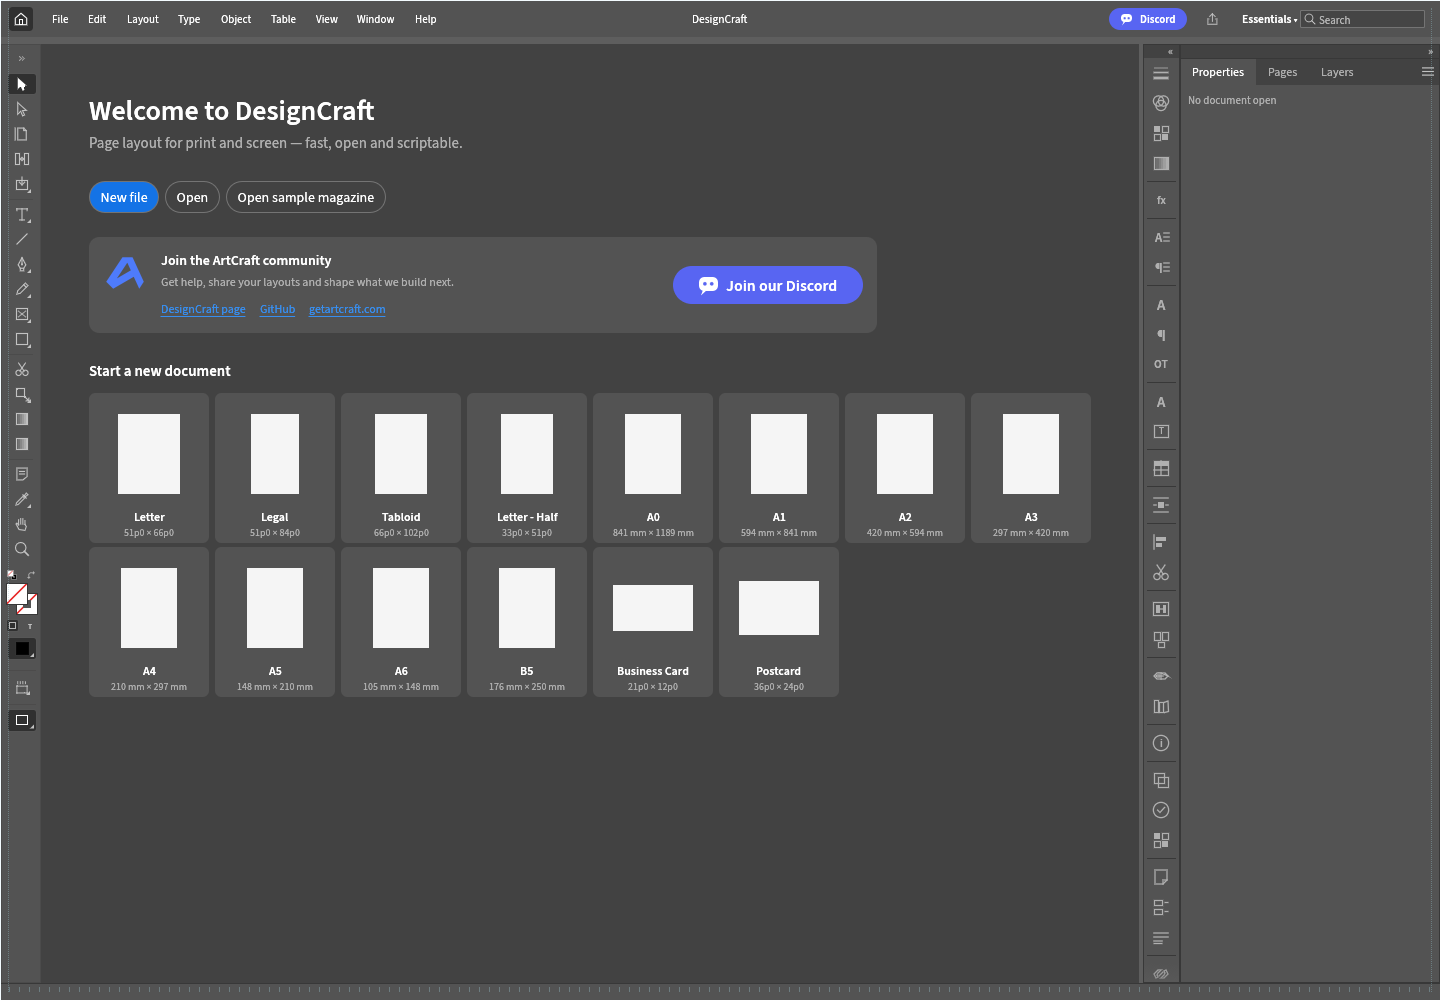 File Edit Layout Type Object Table View Window Help DesignCraft Discord Essentials Search
Properties Pages Layers
No document open
Welcome to DesignCraft
Page layout for print and screen — fast, open and scriptable.
New file Open Open sample magazine
Join the ArtCraft community
Get help, share your layouts and shape what we build next.
DesignCraft page GitHub getartcraft.com
Join our Discord
Start a new document
Letter Legal Tabloid Letter - Half A0 A1 A2 A3
51p0 × 66p0 51p0 × 84p0 66p0 × 102p0 33p0 × 51p0 841 mm × 1189 mm 594 mm × 841 mm 420 mm × 594 mm 297 mm × 420 mm
A4 A5 A6 B5 Business Card Postcard
210 mm × 297 mm 148 mm × 210 mm 105 mm × 148 mm 176 mm × 250 mm 21p0 × 12p0 36p0 × 24p0
fx
A
¶
A
¶
OT
A
T